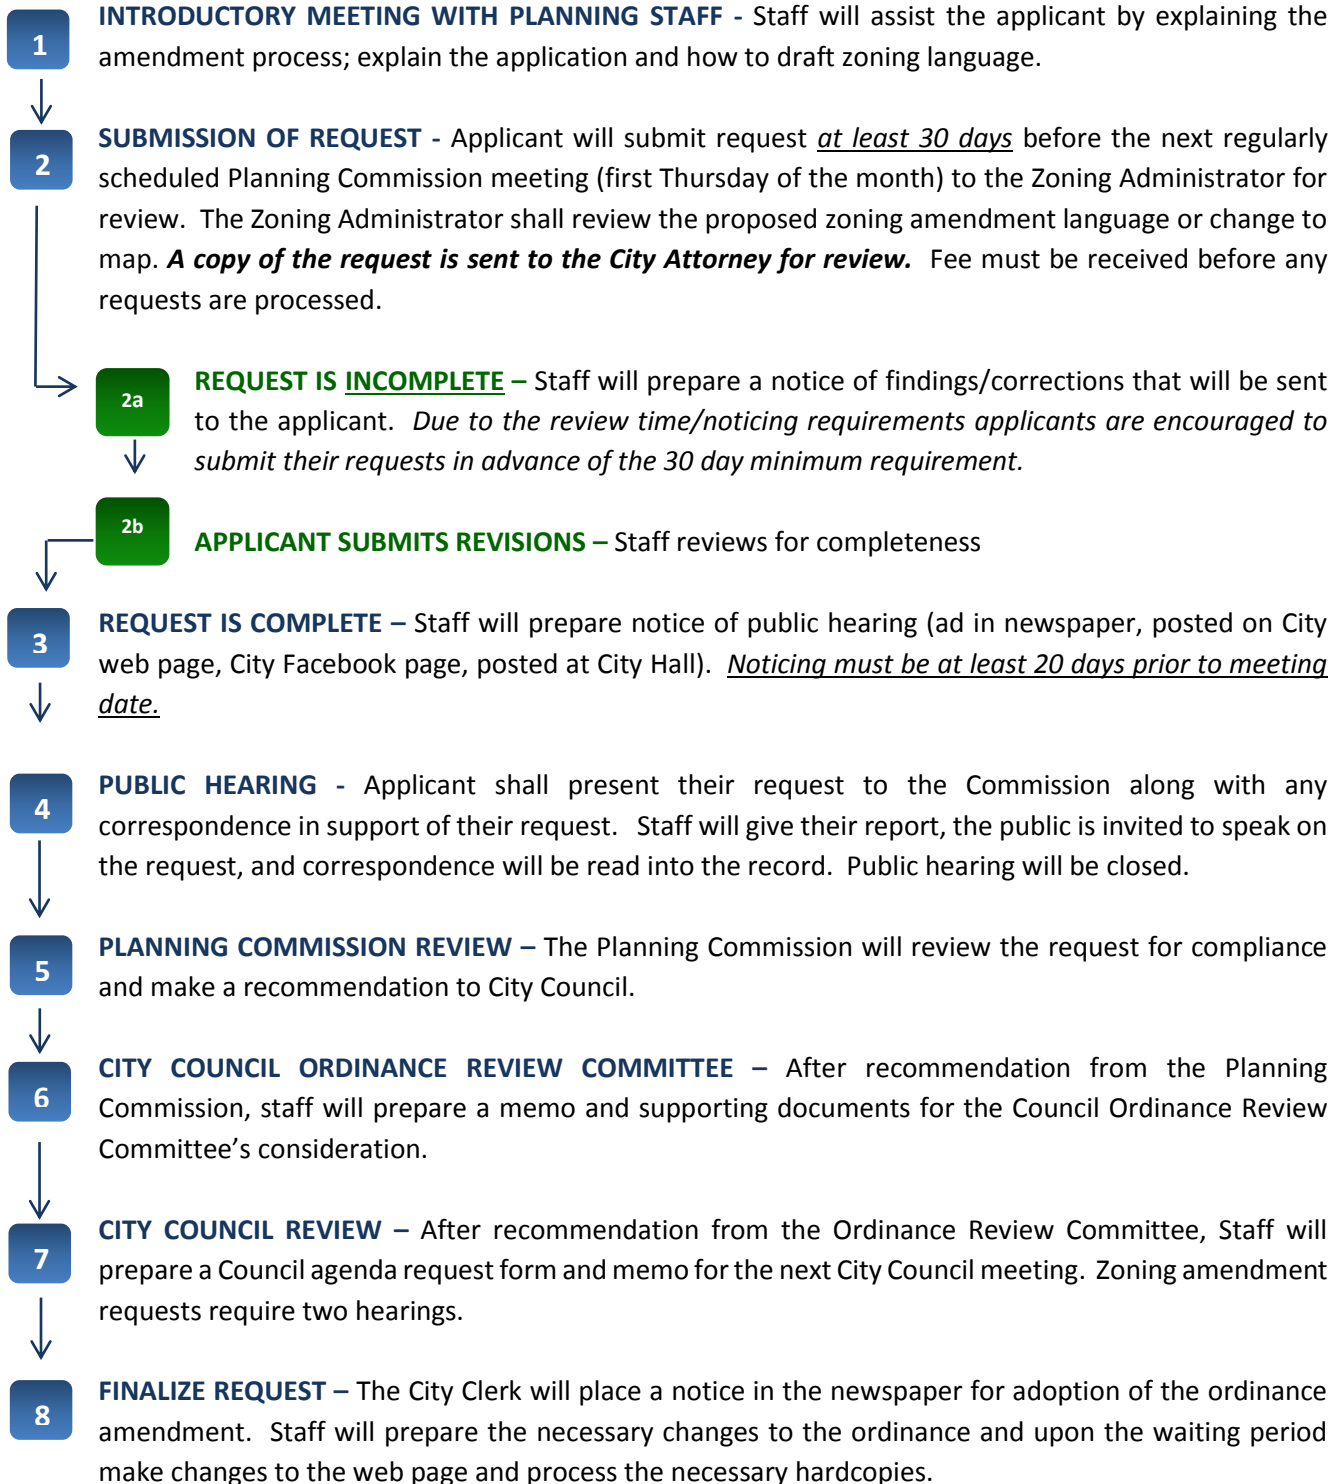 1
INTRODUCTORY MEETING WITH PLANNING STAFF - Staff will assist the applicant by explaining the
amendment process; explain the application and how to draft zoning language.
2
SUBMISSION OF REQUEST - Applicant will submit request at least 30 days before the next regularly
scheduled Planning Commission meeting (first Thursday of the month) to the Zoning Administrator for
review. The Zoning Administrator shall review the proposed zoning amendment language or change to
map. A copy of the request is sent to the City Attorney for review. Fee must be received before any
requests are processed.
2a
REQUEST IS INCOMPLETE – Staff will prepare a notice of findings/corrections that will be sent
to the applicant. Due to the review time/noticing requirements applicants are encouraged to
submit their requests in advance of the 30 day minimum requirement.
2b
APPLICANT SUBMITS REVISIONS – Staff reviews for completeness
3
REQUEST IS COMPLETE – Staff will prepare notice of public hearing (ad in newspaper, posted on City
web page, City Facebook page, posted at City Hall). Noticing must be at least 20 days prior to meeting
date.
4
PUBLIC HEARING - Applicant shall present their request to the Commission along with any
correspondence in support of their request. Staff will give their report, the public is invited to speak on
the request, and correspondence will be read into the record. Public hearing will be closed.
5
PLANNING COMMISSION REVIEW – The Planning Commission will review the request for compliance
and make a recommendation to City Council.
6
CITY COUNCIL ORDINANCE REVIEW COMMITTEE – After recommendation from the Planning
Commission, staff will prepare a memo and supporting documents for the Council Ordinance Review
Committee’s consideration.
7
CITY COUNCIL REVIEW – After recommendation from the Ordinance Review Committee, Staff will
prepare a Council agenda request form and memo for the next City Council meeting. Zoning amendment
requests require two hearings.
8
FINALIZE REQUEST – The City Clerk will place a notice in the newspaper for adoption of the ordinance
amendment. Staff will prepare the necessary changes to the ordinance and upon the waiting period
make changes to the web page and process the necessary hardcopies.